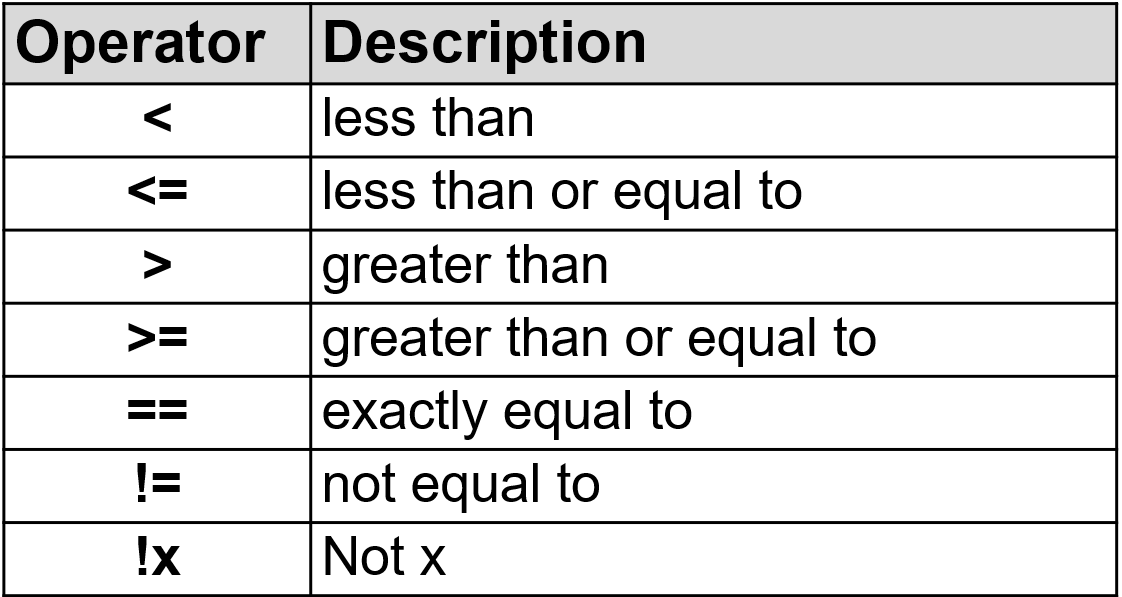 Operator Description
< less than
<= less than or equal to
> greater than
>= greater than or equal to
== exactly equal to
!= not equal to
!x Not x